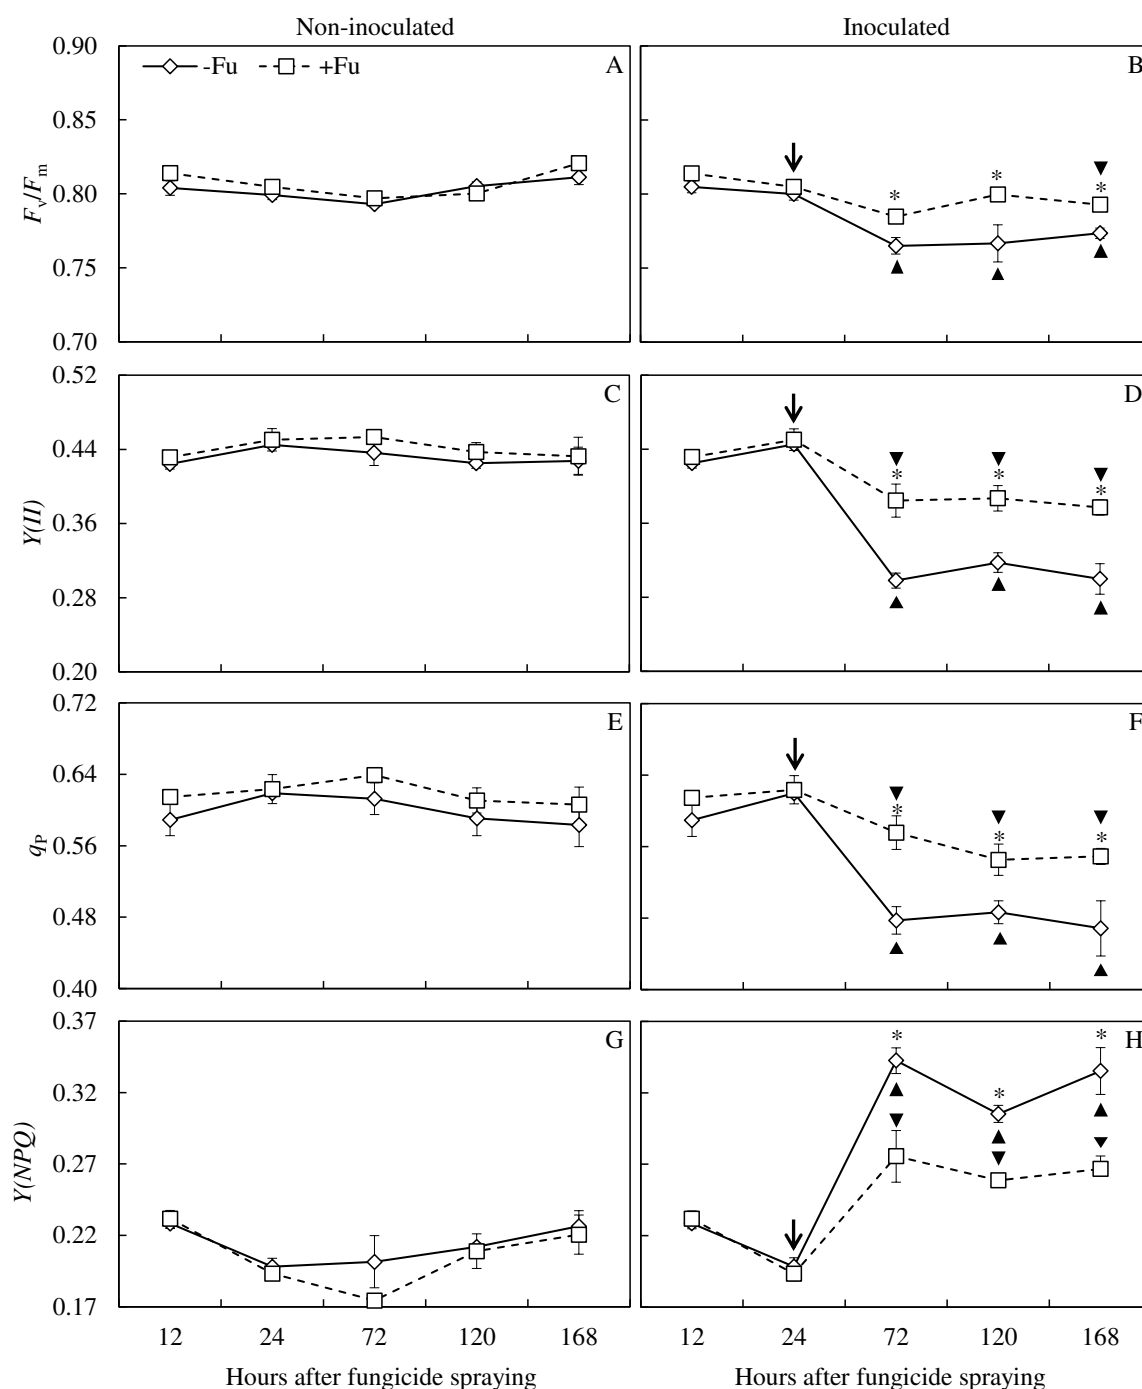 Non-inoculated
Inoculated
0.90
0.85
0.80
0.75
0.70
Fv/Fm
-Fu
+Fu
A
B
*
*
*
0.52
0.44
0.36
0.28
0.20
Y(II)
C
D
*
*
*
0.72
0.64
0.56
0.48
0.40
qP
E
F
*
*
*
0.37
0.32
0.27
0.22
0.17
Y(NPQ)
G
H
*
*
*
12 24 72 120 168
12 24 72 120 168
Hours after fungicide spraying
Hours after fungicide spraying